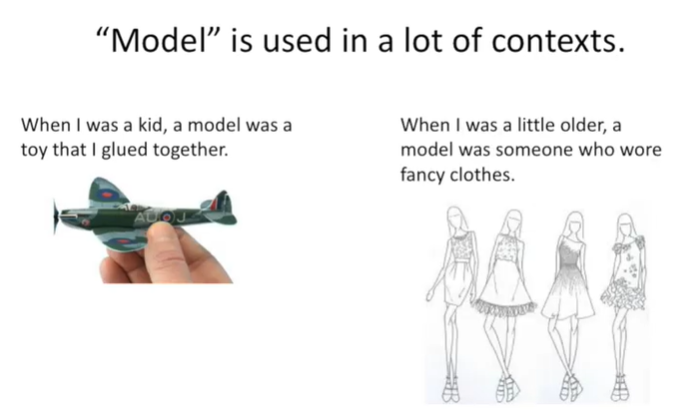 “Model” is used in a lot of contexts.
When I was a kid, a model was a
toy that I glued together.
AU J
When I was a little older, a
model was someone who wore
fancy clothes.